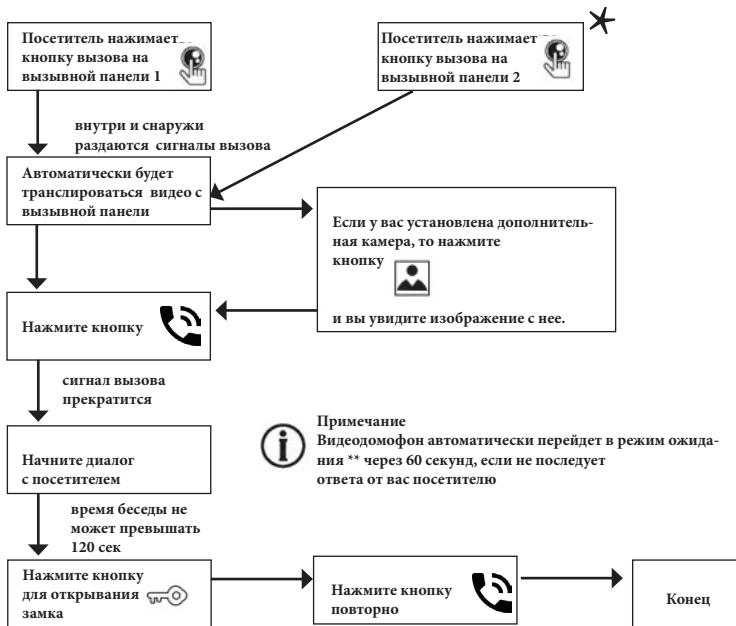 Посетитель нажимает
кнопку вызова на
вызывной панели 1
Посетитель нажимает
кнопку вызова на
вызывной панели 2
внутри и снаружи
раздаются сигналы вызова
Автоматически будет
транслироваться видео с
вызывной панели
Если у вас установлена дополнитель-
ная камера, то нажмите
кнопку
и вы увидите изображение с нее.
Нажмите кнопку
сигнал вызова
прекратится
Примечание
Видеодомофон автоматически перейдет в режим ожида-
ния ** через 60 секунд, если не последует
ответа от вас посетителю
Начните диалог
с посетителем
время беседы не
может превышать
120 сек
Нажмите кнопку
для открывания
замка
Нажмите кнопку
повторно
Конец